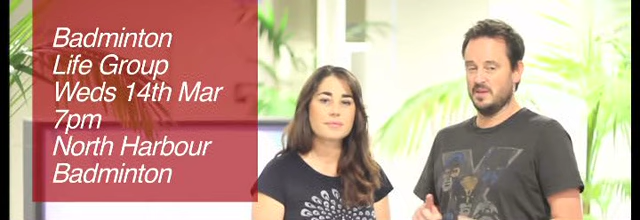 Badminton
Life Group
Weds 14th Mar
7pm
North Harbour
Badminton